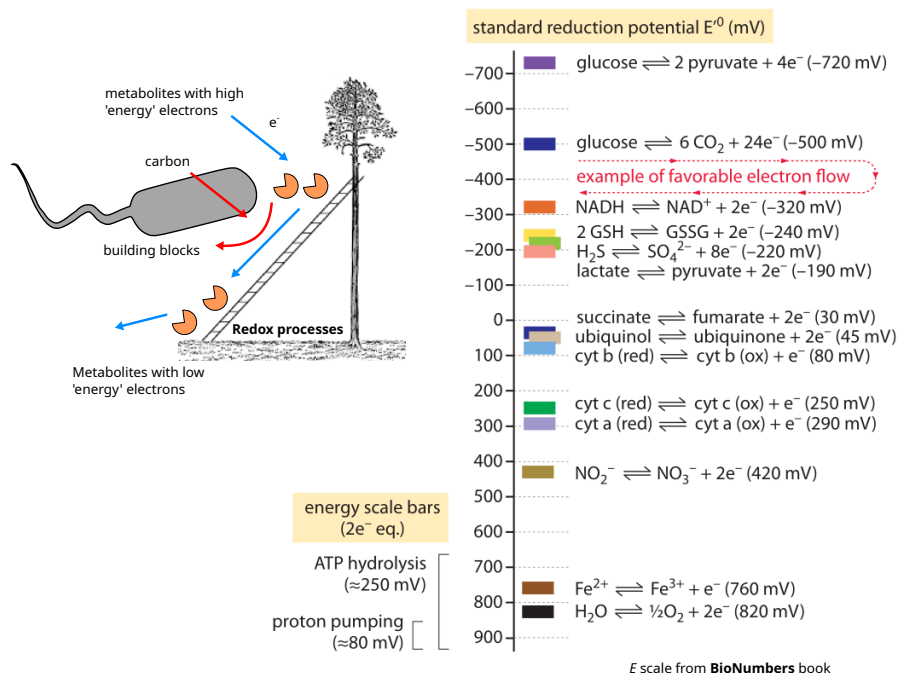 standard reduction potential E′⁰ (mV)
metabolites with high
'energy' electrons
e⁻
carbon
building blocks
Redox processes
Metabolites with low
'energy' electrons
–700
–600
–500
–400
–300
–200
–100
0
100
200
300
400
500
600
700
800
900
glucose ⇌ 2 pyruvate + 4e⁻ (–720 mV)
glucose ⇌ 6 CO₂ + 24e⁻ (–500 mV)
example of favorable electron flow
NADH ⇌ NAD⁺ + 2e⁻ (–320 mV)
2 GSH ⇌ GSSG + 2e⁻ (–240 mV)
H₂S ⇌ SO₄²⁻ + 8e⁻ (–220 mV)
lactate ⇌ pyruvate + 2e⁻ (–190 mV)
succinate ⇌ fumarate + 2e⁻ (30 mV)
ubiquinol ⇌ ubiquinone + 2e⁻ (45 mV)
cyt b (red) ⇌ cyt b (ox) + e⁻ (80 mV)
cyt c (red) ⇌ cyt c (ox) + e⁻ (250 mV)
cyt a (red) ⇌ cyt a (ox) + e⁻ (290 mV)
NO₂⁻ ⇌ NO₃⁻ + 2e⁻ (420 mV)
Fe²⁺ ⇌ Fe³⁺ + e⁻ (760 mV)
H₂O ⇌ ½O₂ + 2e⁻ (820 mV)
energy scale bars
(2e⁻ eq.)
ATP hydrolysis
(≈250 mV)
proton pumping
(≈80 mV)
E scale from BioNumbers book